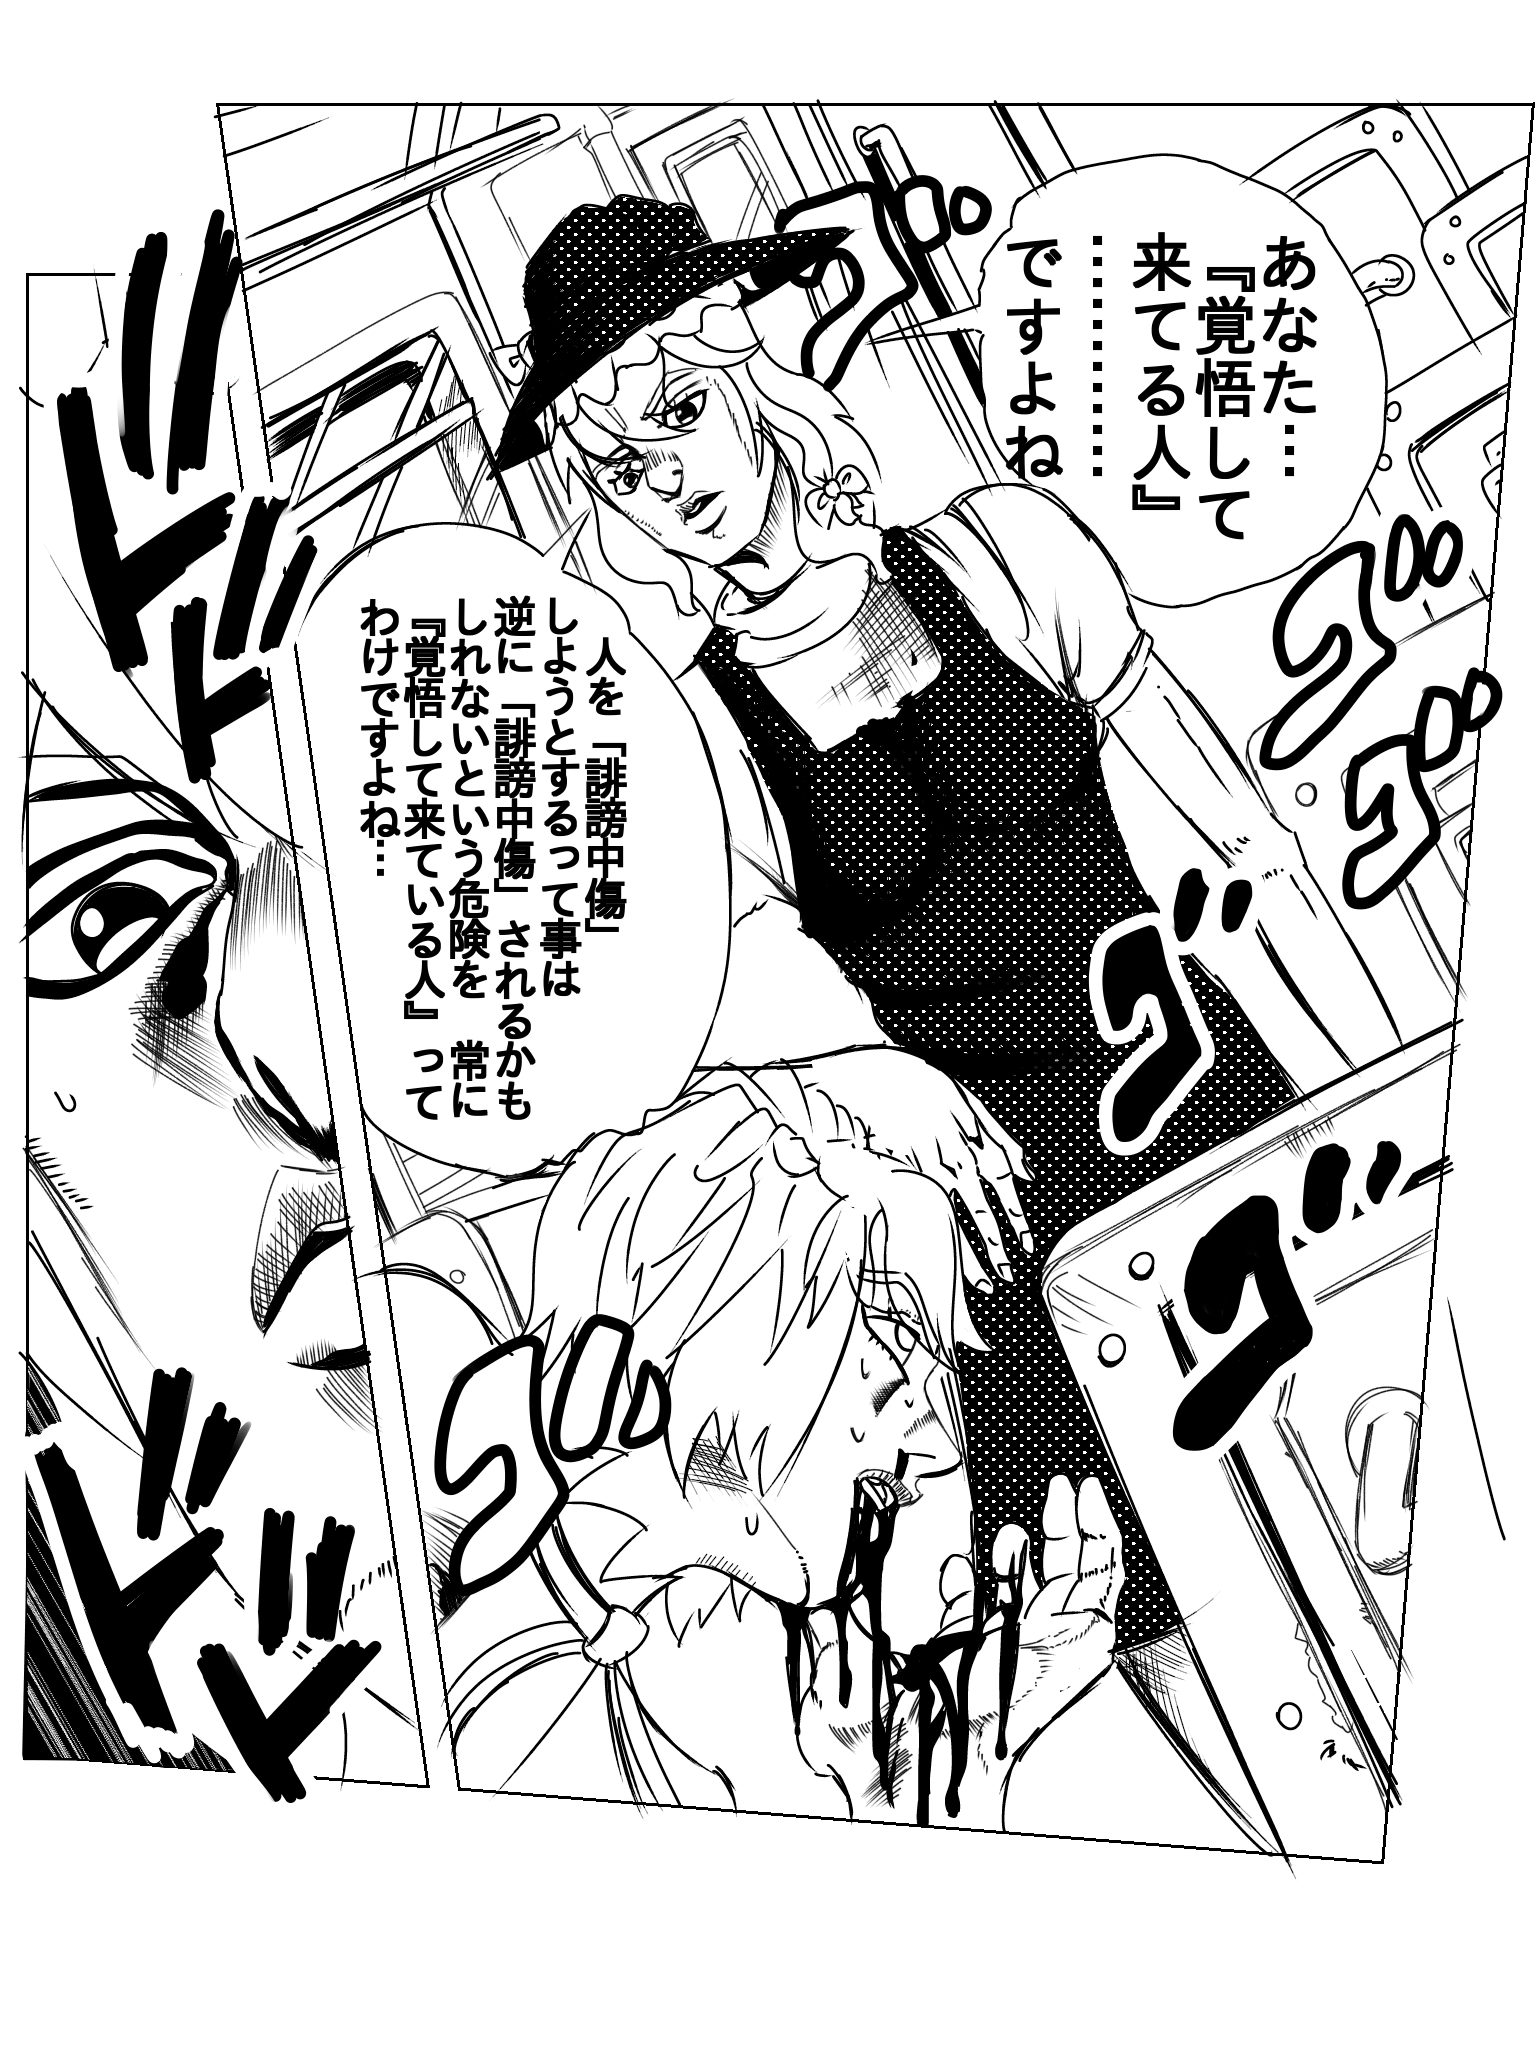 あなた…
『覚悟して
来てる人』
…………
ですよね
人を「誹謗中傷」
しようとするって事は
逆に「誹謗中傷」されるかも
しれないという危険を 常に
『覚悟して来ている人』って
わけですよね…
ゴ
ゴ
ゴ
ゴ
ゴ
ゴ
ド
ド
ド
ド